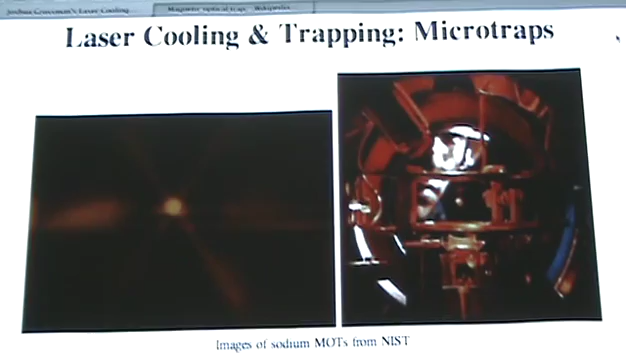 Joshua Grossman's Laser Cooling...
Magneto-optical trap - Wikipedia...
Laser Cooling & Trapping: Microtraps
Images of sodium MOTs from NIST